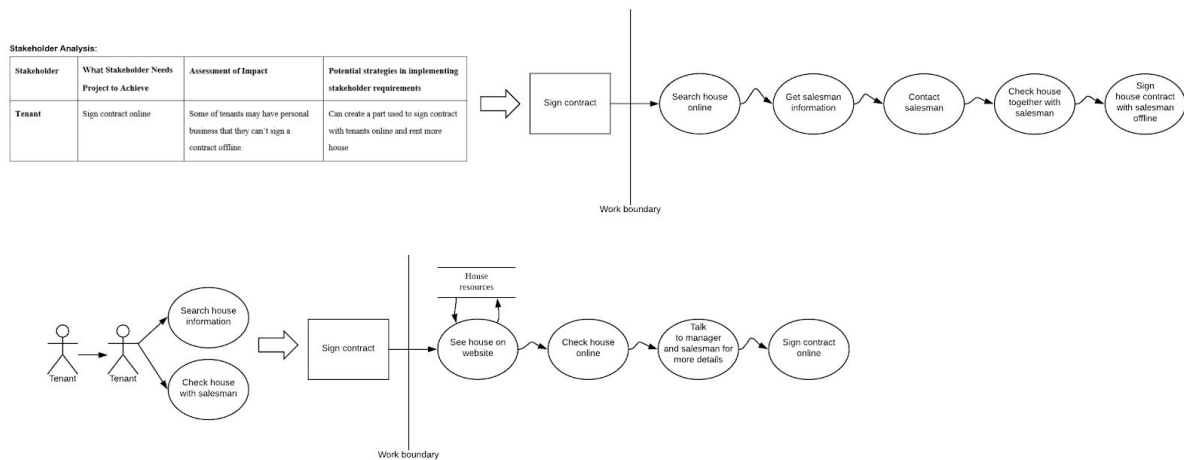 Stakeholder Analysis:
Stakeholder
What Stakeholder Needs
Project to Achieve
Assessment of Impact
Potential strategies in implementing
stakeholder requirements
Tenant
Sign contract online
Some of tenants may have personal
business that they can't sign a
contract offline.
Can create a part used to sign contract
with tenants online and rent more
house
Sign contract
Work boundary
Search house
online
Get salesman
information
Contact
salesman
Check house
together with
salesman
Sign
house contract
with salesman
offline
Tenant
Tenant
Search house
information
Check house
with salesman
Sign contract
Work boundary
House
resources
See house on
website
Check house
online
Talk
to manager
and salesman for
more details
Sign contract
online